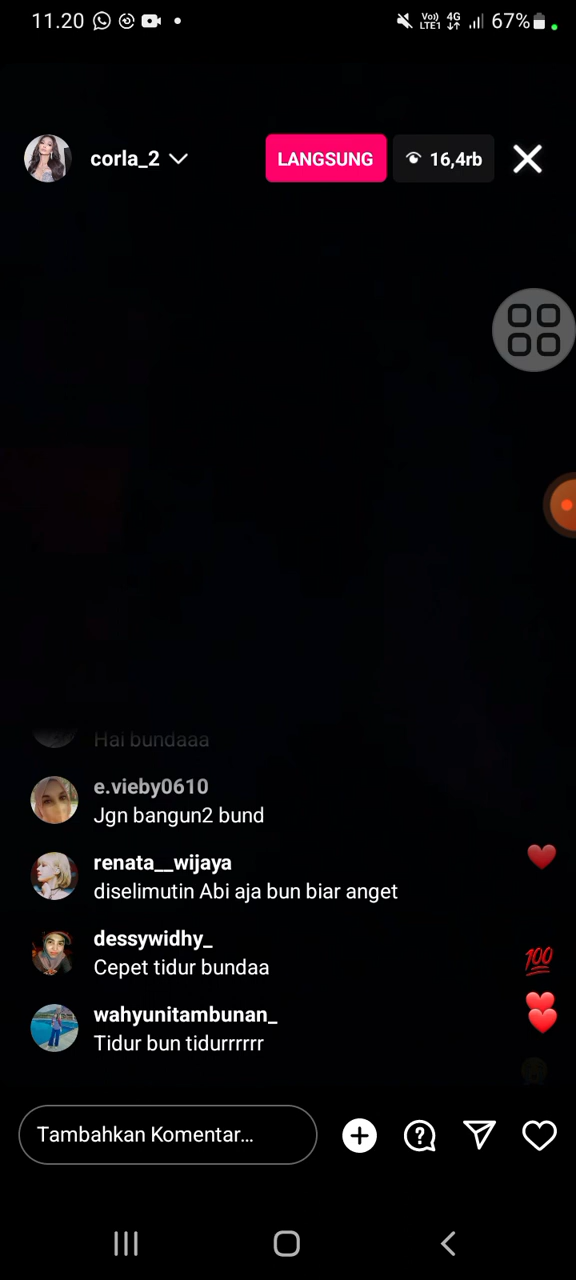 11.20
Vo)) 4G 67%
LTE1
corla_2 LANGSUNG 16,4rb
Hai bundaaa
e.vieby0610
Jgn bangun2 bund
renata__wijaya
diselimutin Abi aja bun biar anget
dessywidhy_
Cepet tidur bundaa
100
wahyunitambunan_
Tidur bun tidurrrrrr
Tambahkan Komentar...